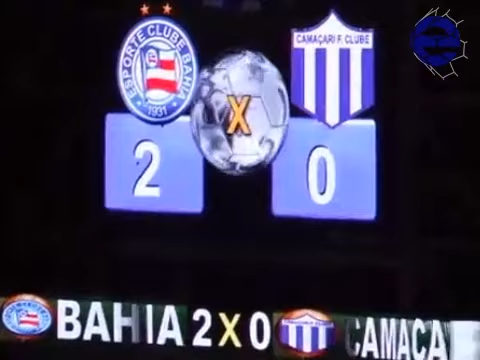 ESPORTE CLUBE BAHIA
1931
CAMAÇARI F. CLUBE
X
2 0
BAHIA 2 X 0 CAMAÇA